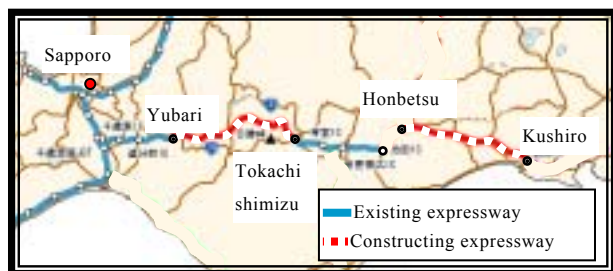 Sapporo
Yubari
Honbetsu
Kushiro
Tokachi
shimizu
Existing expressway
Constructing expressway